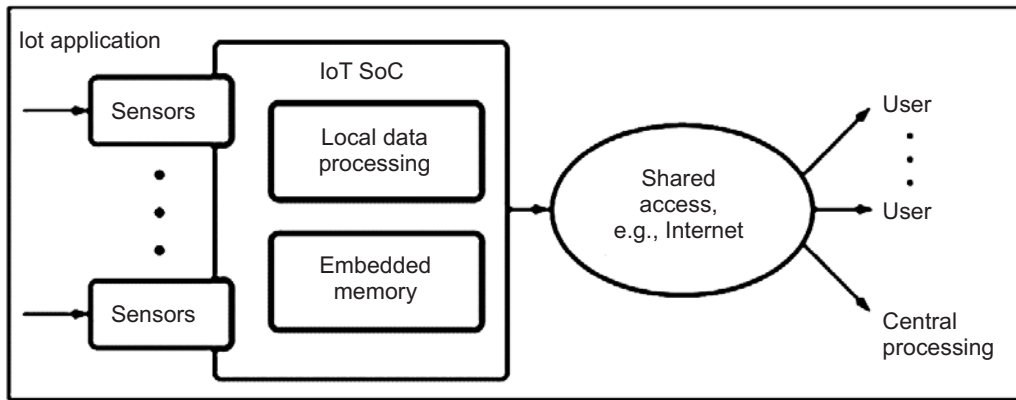 Iot application
IoT SoC
Sensors
Local data
processing
Embedded
memory
Sensors
Shared
access,
e.g., Internet
User
User
Central
processing